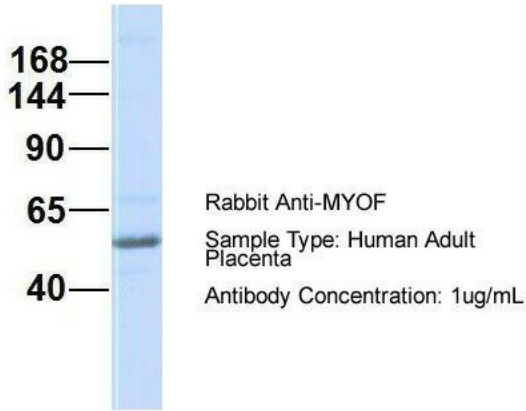 168
144
90
65
40
Rabbit Anti-MYOF
Sample Type: Human Adult
Placenta
Antibody Concentration: 1ug/mL